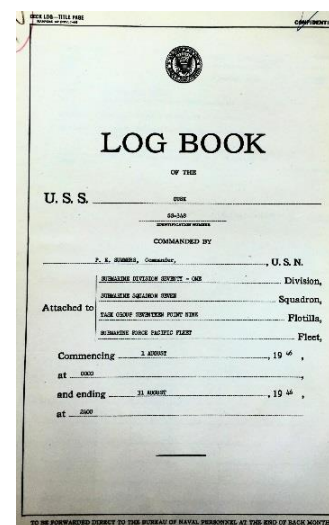 DECK LOG—TITLE PAGE
CONFIDENTI
LOG BOOK
OF THE
U. S. S. CUSK
SS-348
IDENTIFICATION NUMBER
COMMANDED BY
P. E. SUMMERS, Commander, , U. S. N.
SUBMARINE DIVISION SEVENTY - ONE Division,
Attached to
SUBMARINE SQUADRON SEVEN Squadron,
TASK GROUP SEVENTEEN POINT NINE Flotilla,
SUBMARINE FORCE PACIFIC FLEET Fleet,
Commencing 1 AUGUST , 19 46 ,
at 0000 ,
and ending 31 AUGUST , 19 46 ,
at 2400
TO BE FORWARDED DIRECT TO THE BUREAU OF NAVAL PERSONNEL AT THE END OF EACH MONTH